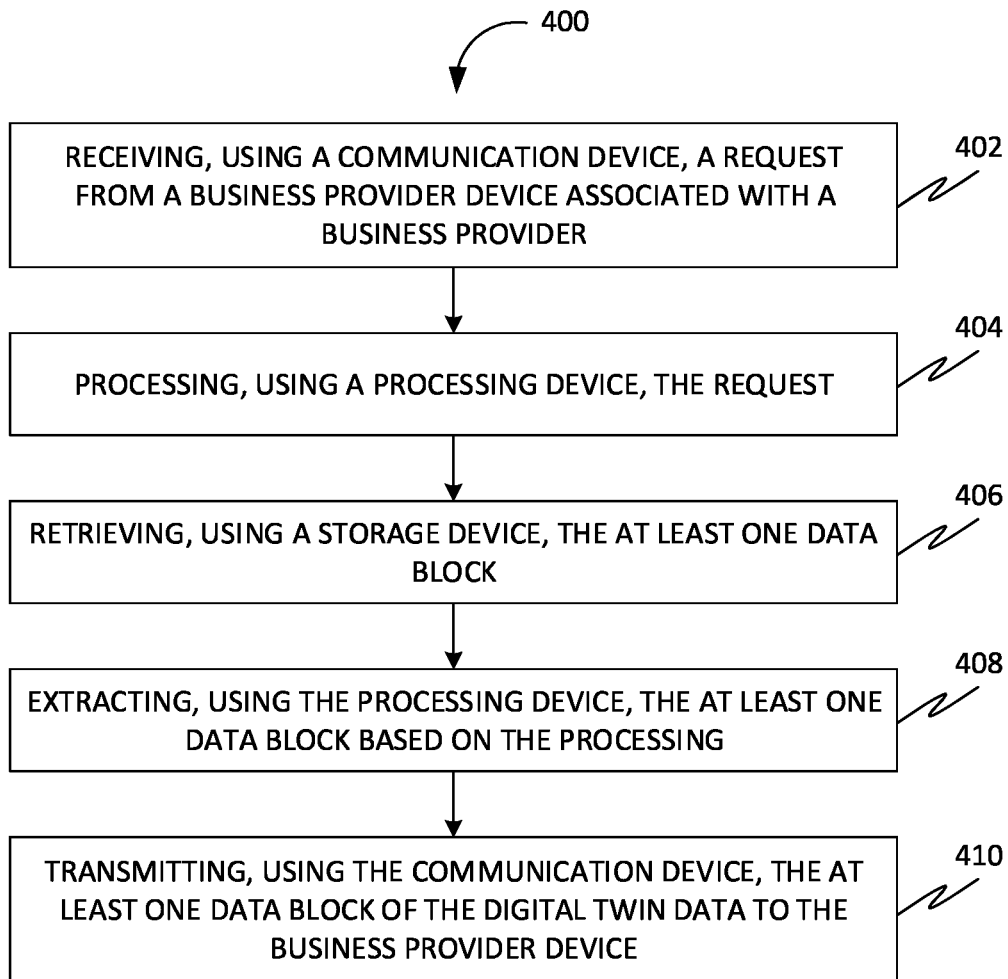 400
RECEIVING, USING A COMMUNICATION DEVICE, A REQUEST
FROM A BUSINESS PROVIDER DEVICE ASSOCIATED WITH A
BUSINESS PROVIDER
402
PROCESSING, USING A PROCESSING DEVICE, THE REQUEST
404
RETRIEVING, USING A STORAGE DEVICE, THE AT LEAST ONE DATA
BLOCK
406
EXTRACTING, USING THE PROCESSING DEVICE, THE AT LEAST ONE
DATA BLOCK BASED ON THE PROCESSING
408
TRANSMITTING, USING THE COMMUNICATION DEVICE, THE AT
LEAST ONE DATA BLOCK OF THE DIGITAL TWIN DATA TO THE
BUSINESS PROVIDER DEVICE
410